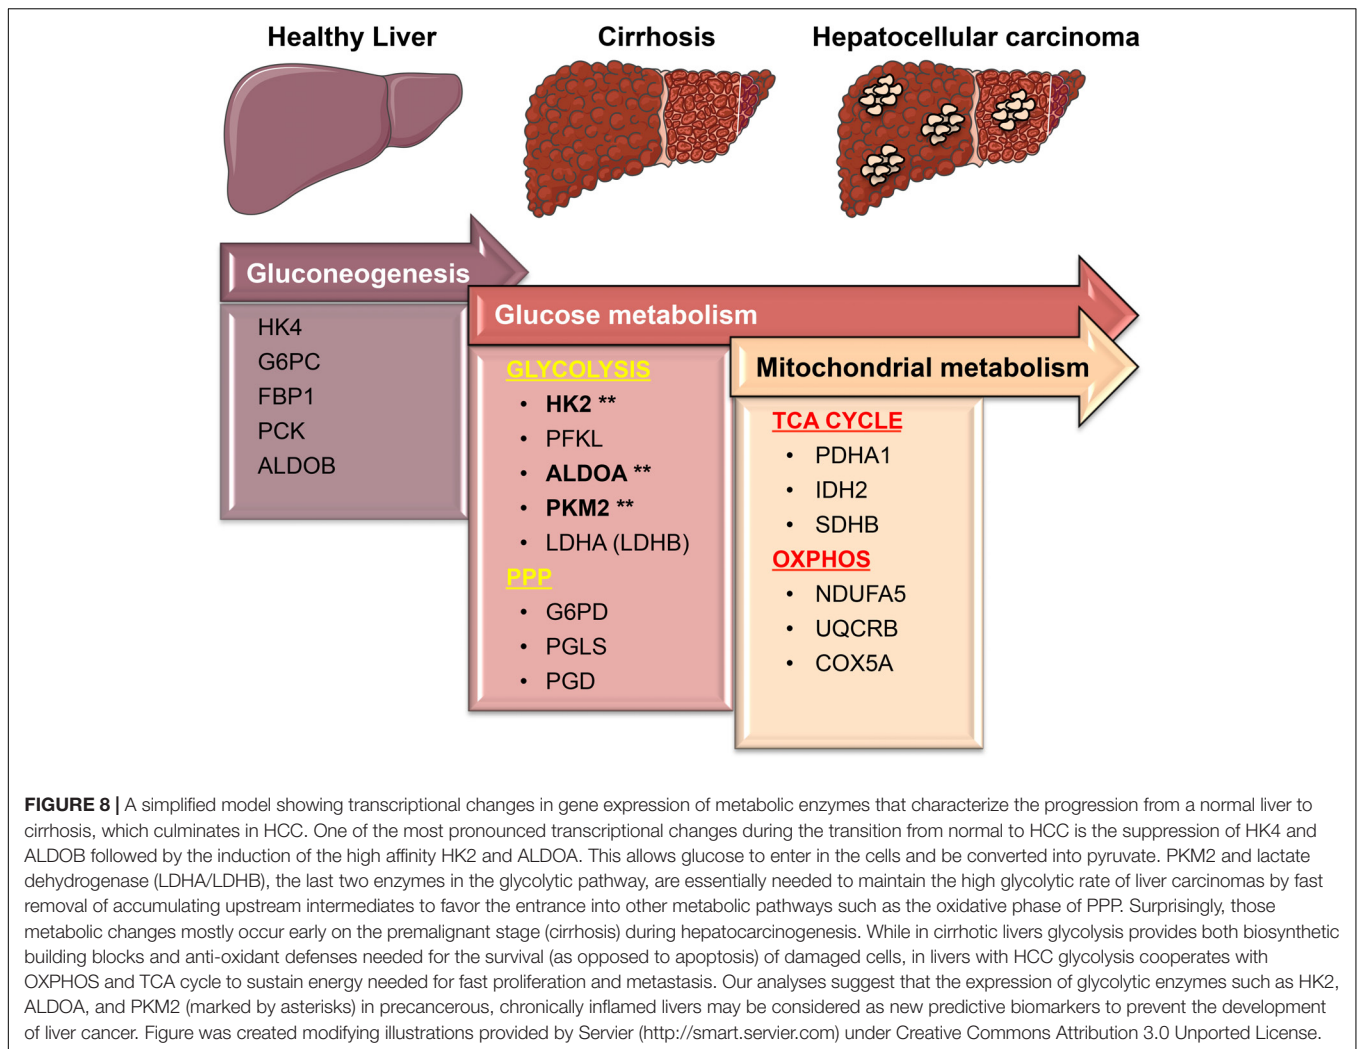 Healthy Liver
Cirrhosis
Hepatocellular carcinoma
Gluconeogenesis
HK4
G6PC
FBP1
PCK
ALDOB
Glucose metabolism
GLYCOLYSIS
• HK2 **
• PFKL
• ALDOA **
• PKM2 **
• LDHA (LDHB)
PPP
• G6PD
• PGLS
• PGD
Mitochondrial metabolism
TCA CYCLE
• PDHA1
• IDH2
• SDHB
OXPHOS
• NDUFA5
• UQCRB
• COX5A
FIGURE 8 | A simplified model showing transcriptional changes in gene expression of metabolic enzymes that characterize the progression from a normal liver to
cirrhosis, which culminates in HCC. One of the most pronounced transcriptional changes during the transition from normal to HCC is the suppression of HK4 and
ALDOB followed by the induction of the high affinity HK2 and ALDOA. This allows glucose to enter in the cells and be converted into pyruvate. PKM2 and lactate
dehydrogenase (LDHA/LDHB), the last two enzymes in the glycolytic pathway, are essentially needed to maintain the high glycolytic rate of liver carcinomas by fast
removal of accumulating upstream intermediates to favor the entrance into other metabolic pathways such as the oxidative phase of PPP. Surprisingly, those
metabolic changes mostly occur early on the premalignant stage (cirrhosis) during hepatocarcinogenesis. While in cirrhotic livers glycolysis provides both biosynthetic
building blocks and anti-oxidant defenses needed for the survival (as opposed to apoptosis) of damaged cells, in livers with HCC glycolysis cooperates with
OXPHOS and TCA cycle to sustain energy needed for fast proliferation and metastasis. Our analyses suggest that the expression of glycolytic enzymes such as HK2,
ALDOA, and PKM2 (marked by asterisks) in precancerous, chronically inflamed livers may be considered as new predictive biomarkers to prevent the development
of liver cancer. Figure was created modifying illustrations provided by Servier (http://smart.servier.com) under Creative Commons Attribution 3.0 Unported License.